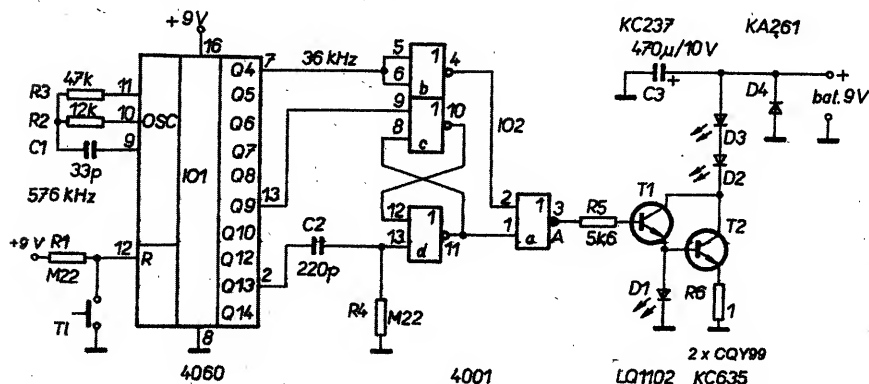 +9V
16
R3 47k 11
R2 12k 10
C1 9
33p
576 kHz
OSC
IO1
+9 V R1 12 R
M22
T1
8
4060
Q4 7
Q5
Q6
Q7
Q8
Q9 13
Q10
Q12
Q13 2
Q14
36 kHz
5 1 4
6 b
9 1 10
8 c
IO2
12 1
13 d 11
C2
220p
R4 M22
4001
2 1 3
1 a A
R5
5k6
KC237 KA261
470µ/10V
C3 +
D4
+
bat. 9V
D3
D2
T1
T2
D1
R6 1
2 x CQY99
LQ1102 KC635